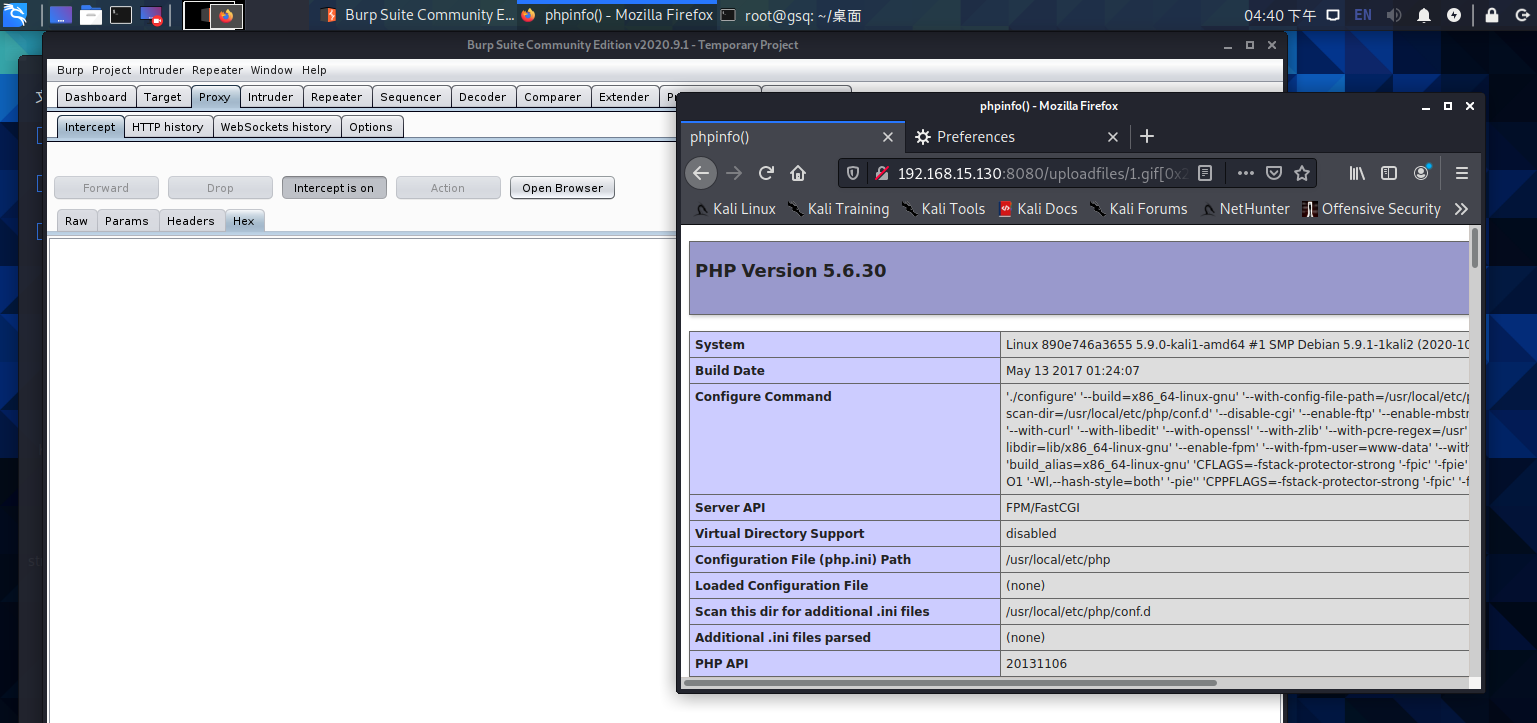 Burp Suite Community E...
phpinfo() - Mozilla Firefox
root@gsq: ~/桌面
04:40 下午
EN
Burp Suite Community Edition v2020.9.1 - Temporary Project
Burp Project Intruder Repeater Window Help
Dashboard Target Proxy Intruder Repeater Sequencer Decoder Comparer Extender
Intercept HTTP history WebSockets history Options
Forward Drop Intercept is on Action Open Browser
Raw Params Headers Hex
phpinfo() - Mozilla Firefox
phpinfo() Preferences
192.168.15.130:8080/uploadfiles/1.gif[0x2
Kali Linux Kali Training Kali Tools Kali Docs Kali Forums NetHunter Offensive Security
PHP Version 5.6.30
System Linux 890e746a3655 5.9.0-kali1-amd64 #1 SMP Debian 5.9.1-1kali2 (2020-10
Build Date May 13 2017 01:24:07
Configure Command './configure' '--build=x86_64-linux-gnu' '--with-config-file-path=/usr/local/etc/p
scan-dir=/usr/local/etc/php/conf.d' '--disable-cgi' '--enable-ftp' '--enable-mbstr
'--with-curl' '--with-libedit' '--with-openssl' '--with-zlib' '--with-pcre-regex=/usr'
libdir=lib/x86_64-linux-gnu' '--enable-fpm' '--with-fpm-user=www-data' '--with
'build_alias=x86_64-linux-gnu' 'CFLAGS=-fstack-protector-strong '-fpic' '-fpie'
O1 '-Wl,--hash-style=both' '-pie'' 'CPPFLAGS=-fstack-protector-strong '-fpic' '-f
Server API FPM/FastCGI
Virtual Directory Support disabled
Configuration File (php.ini) Path /usr/local/etc/php
Loaded Configuration File (none)
Scan this dir for additional .ini files /usr/local/etc/php/conf.d
Additional .ini files parsed (none)
PHP API 20131106